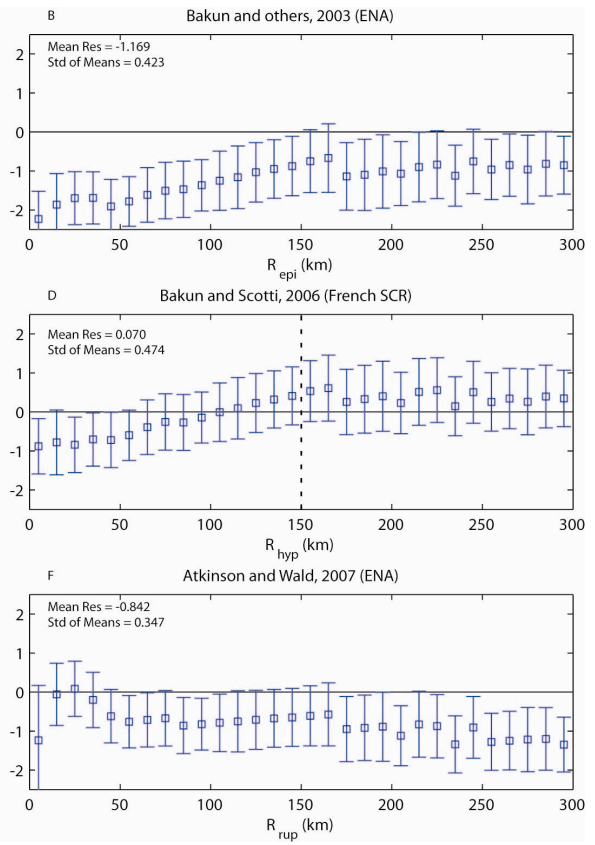 B Bakun and others, 2003 (ENA)
Mean Res = -1.169
Std of Means = 0.423
2
1
0
-1
-2
0 50 100 150 200 250 300
R epi (km)
D Bakun and Scotti, 2006 (French SCR)
Mean Res = 0.070
Std of Means = 0.474
2
1
0
-1
-2
0 50 100 150 200 250 300
R hyp (km)
F Atkinson and Wald, 2007 (ENA)
Mean Res = -0.842
Std of Means = 0.347
2
1
0
-1
-2
0 50 100 150 200 250 300
R rup (km)